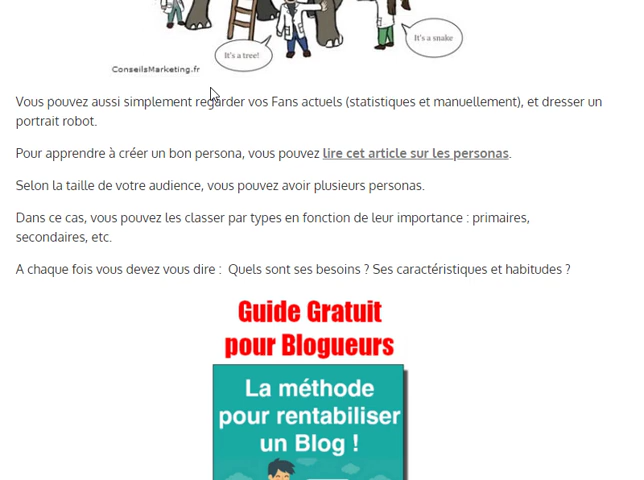 It's a tree!
It's a snake
ConseilsMarketing.fr
Vous pouvez aussi simplement regarder vos Fans actuels (statistiques et manuellement), et dresser un
portrait robot.
Pour apprendre à créer un bon persona, vous pouvez lire cet article sur les personas.
Selon la taille de votre audience, vous pouvez avoir plusieurs personas.
Dans ce cas, vous pouvez les classer par types en fonction de leur importance : primaires,
secondaires, etc.
A chaque fois vous devez vous dire :  Quels sont ses besoins ? Ses caractéristiques et habitudes ?
Guide Gratuit
pour Blogueurs
La méthode
pour rentabiliser
un Blog !